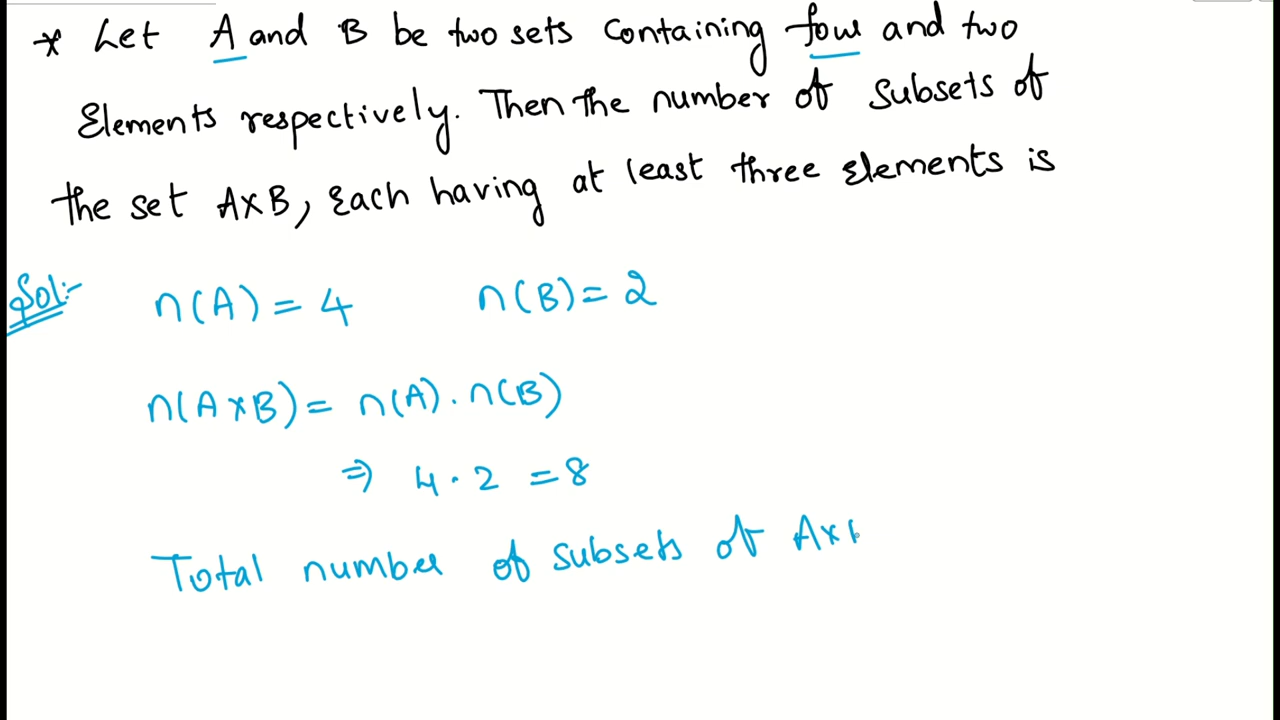 * Let A and B be two sets containing four and two
Elements respectively. Then the number of subsets of
the set A×B, Each having at least three Elements is
Sol:-
n(A) = 4 n(B) = 2
n(A×B) = n(A) . n(B)
⇒ 4 · 2 = 8
Total number of subsets of A×